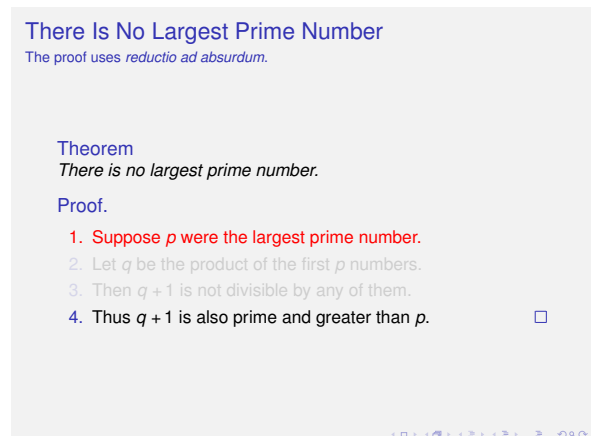 There Is No Largest Prime Number
The proof uses reductio ad absurdum.
Theorem
There is no largest prime number.
Proof.
1. Suppose p were the largest prime number.
2. Let q be the product of the first p numbers.
3. Then q + 1 is not divisible by any of them.
4. Thus q + 1 is also prime and greater than p.